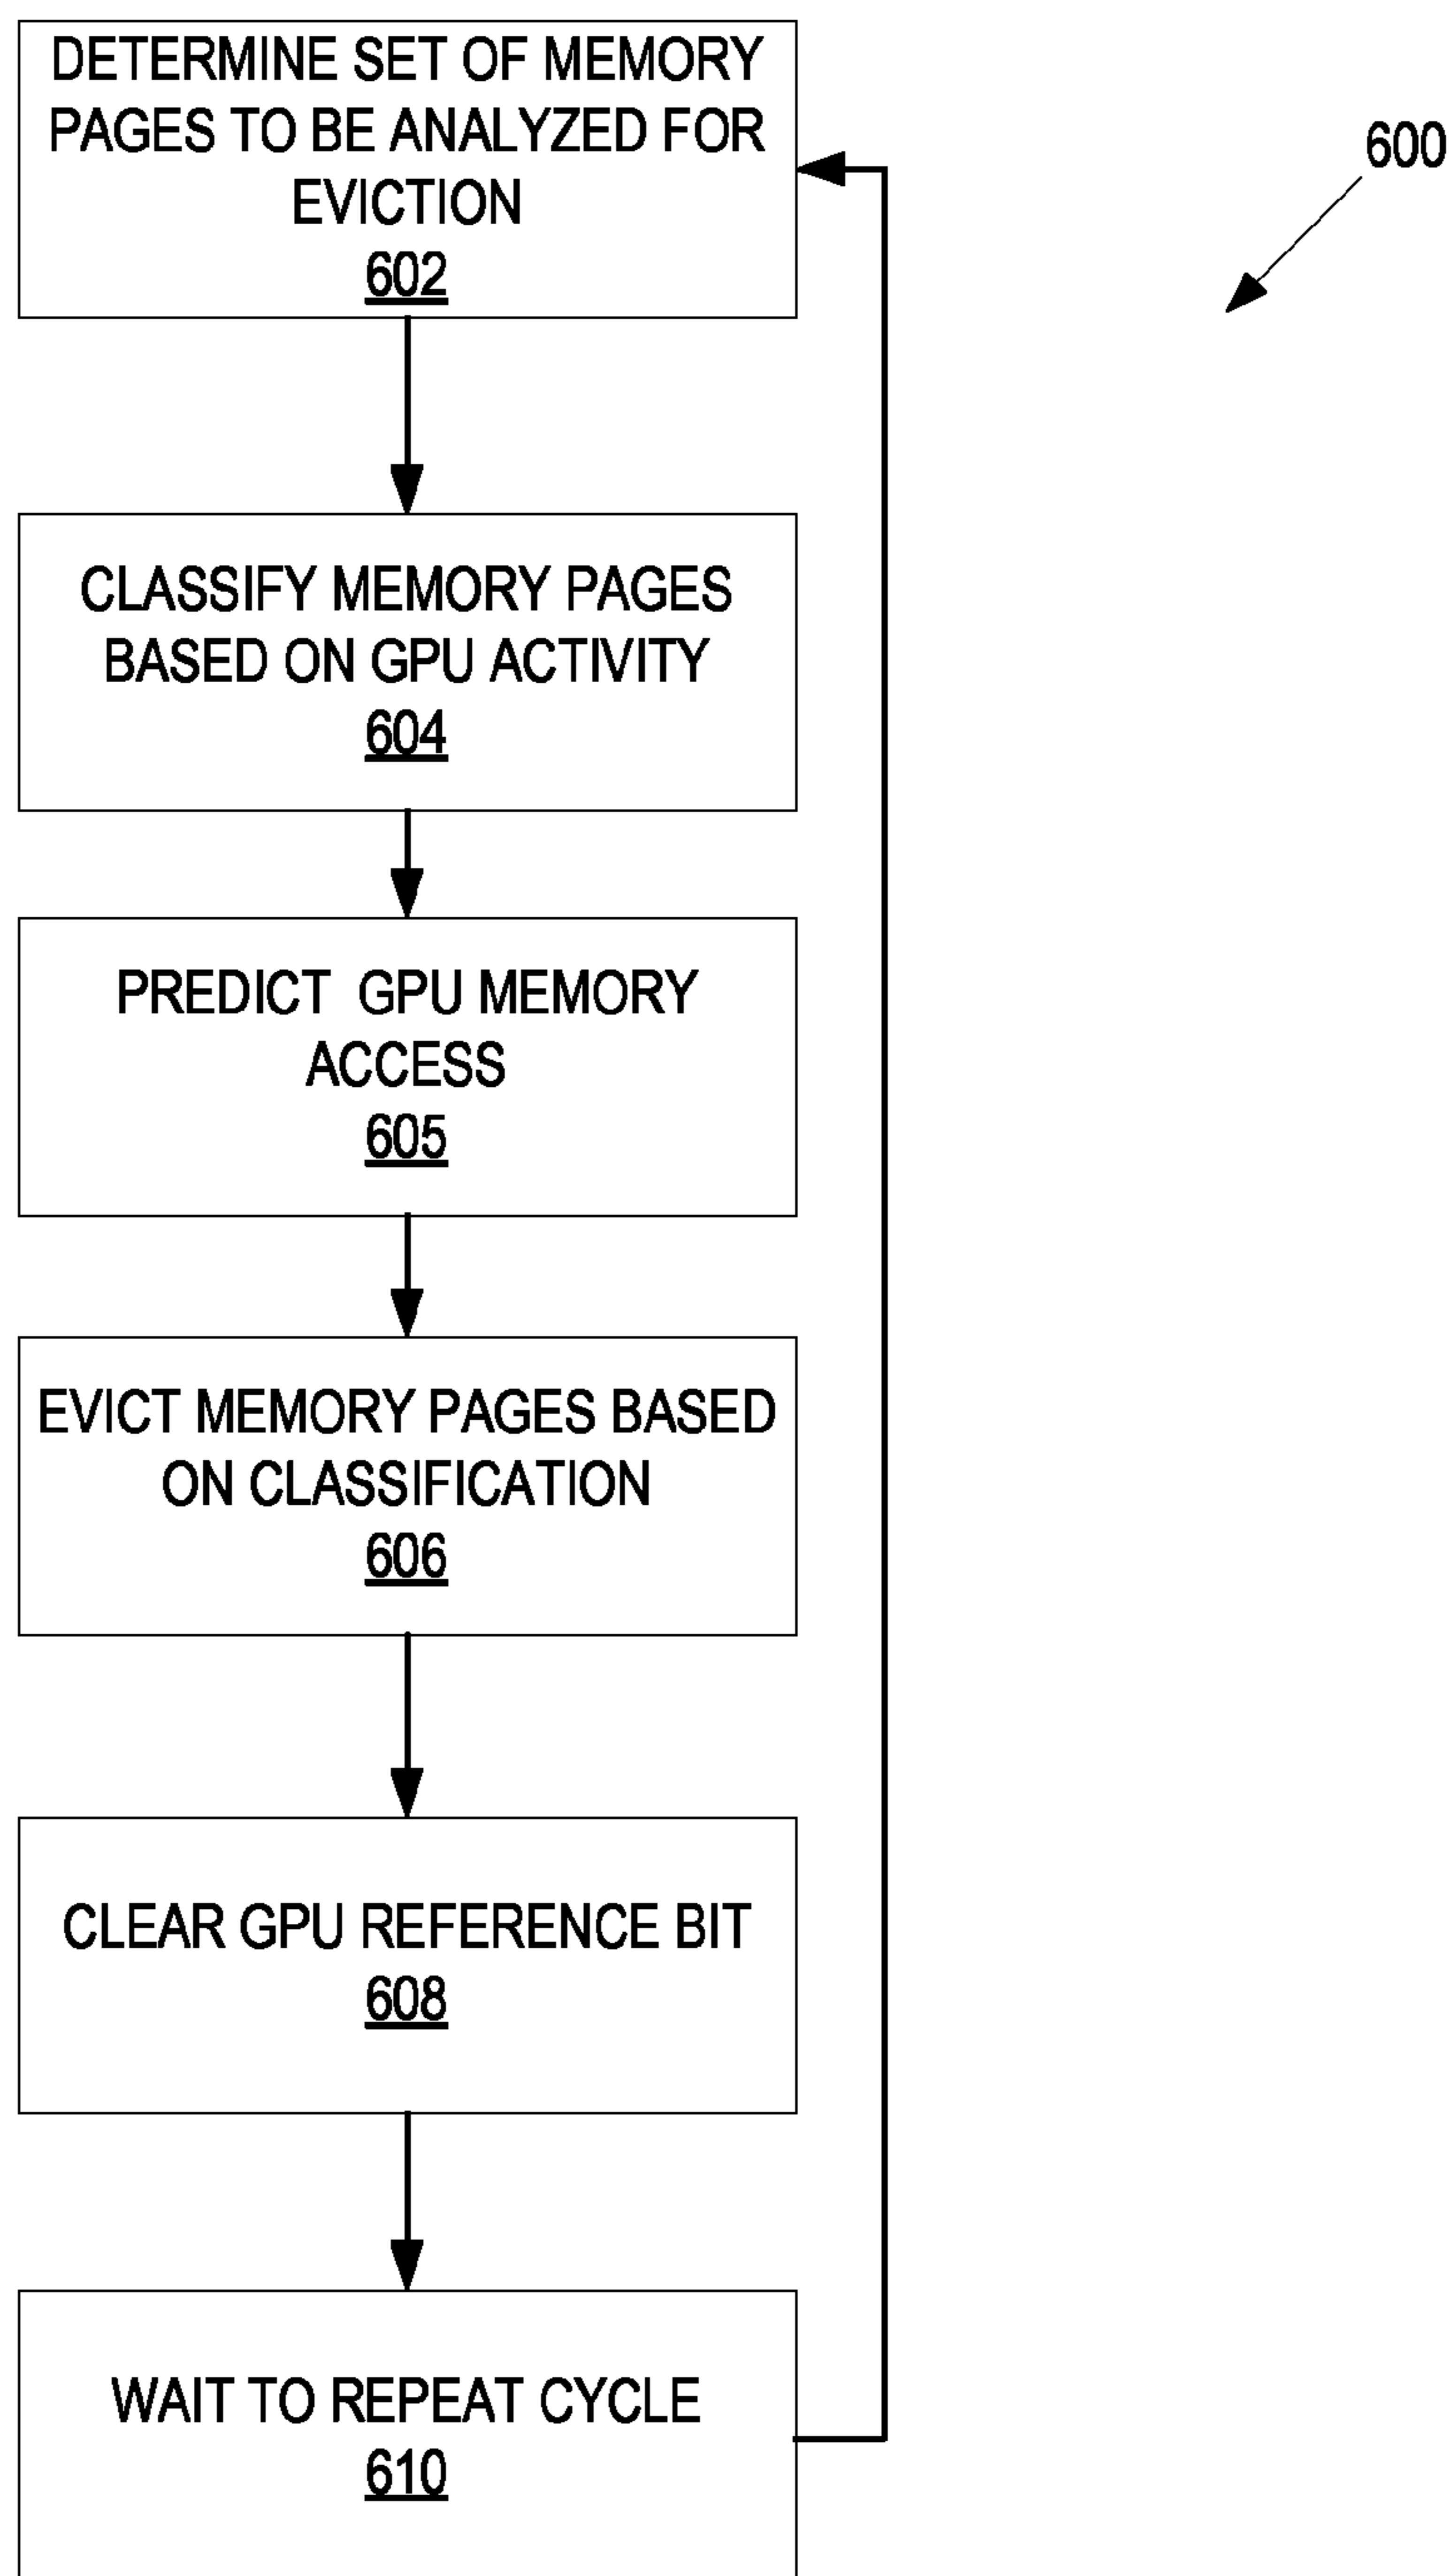 DETERMINE SET OF MEMORY
PAGES TO BE ANALYZED FOR
EVICTION
602
600
CLASSIFY MEMORY PAGES
BASED ON GPU ACTIVITY
604
PREDICT GPU MEMORY
ACCESS
605
EVICT MEMORY PAGES BASED
ON CLASSIFICATION
606
CLEAR GPU REFERENCE BIT
608
WAIT TO REPEAT CYCLE
610